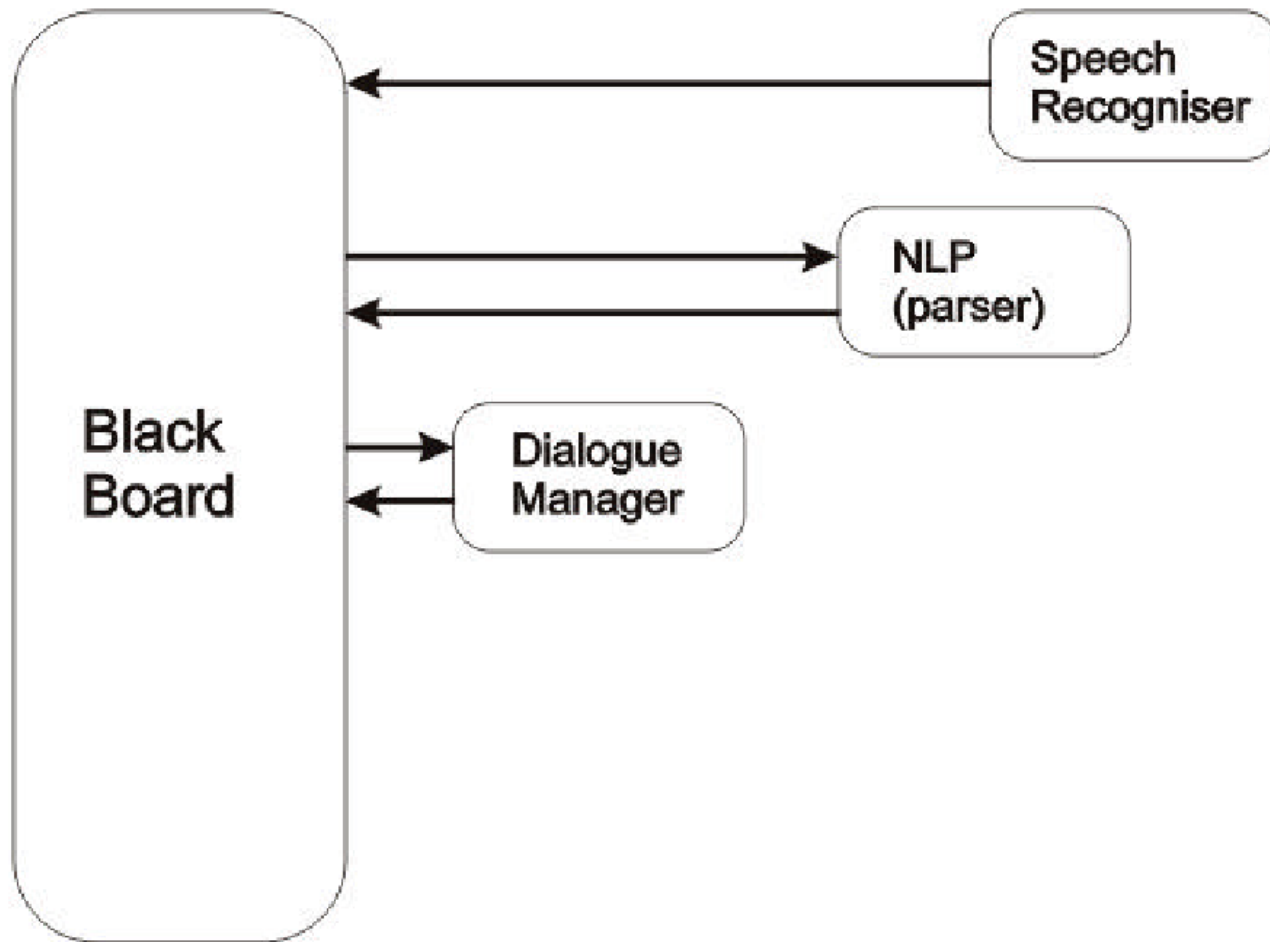 Speech
Recogniser
NLP
(parser)
Black
Board
Dialogue
Manager